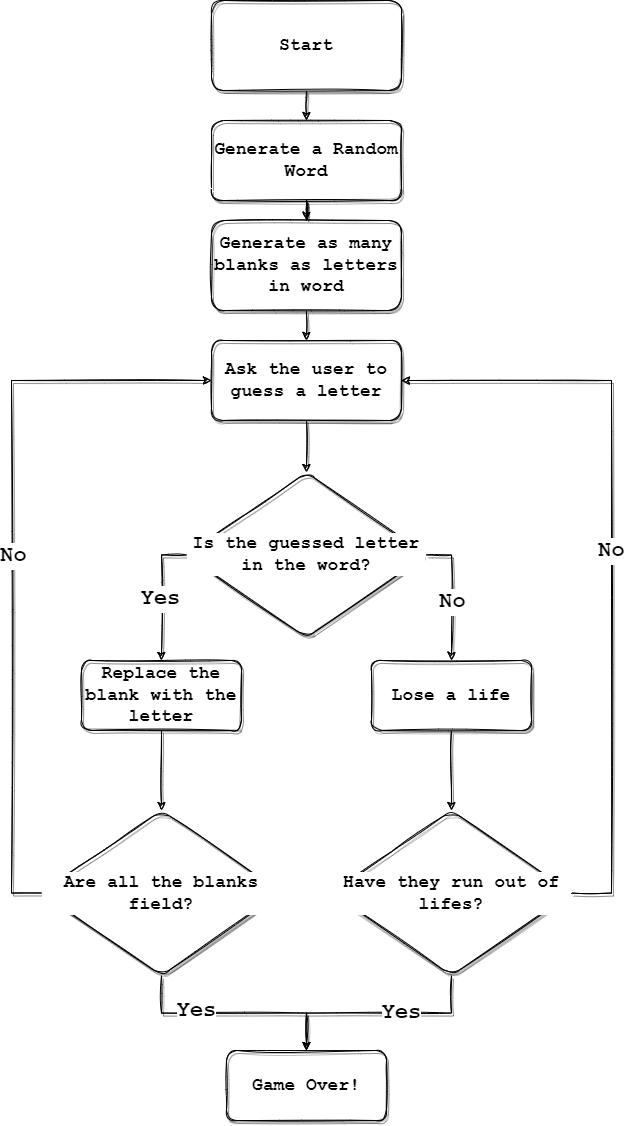 Start
Generate a Random
Word
Generate as many
blanks as letters
in word
Ask the user to
guess a letter
Is the guessed letter
in the word?
No
No
Yes
No
Replace the
blank with the
letter
Lose a life
Are all the blanks
field?
Have they run out of
lifes?
Yes
Yes
Game Over!